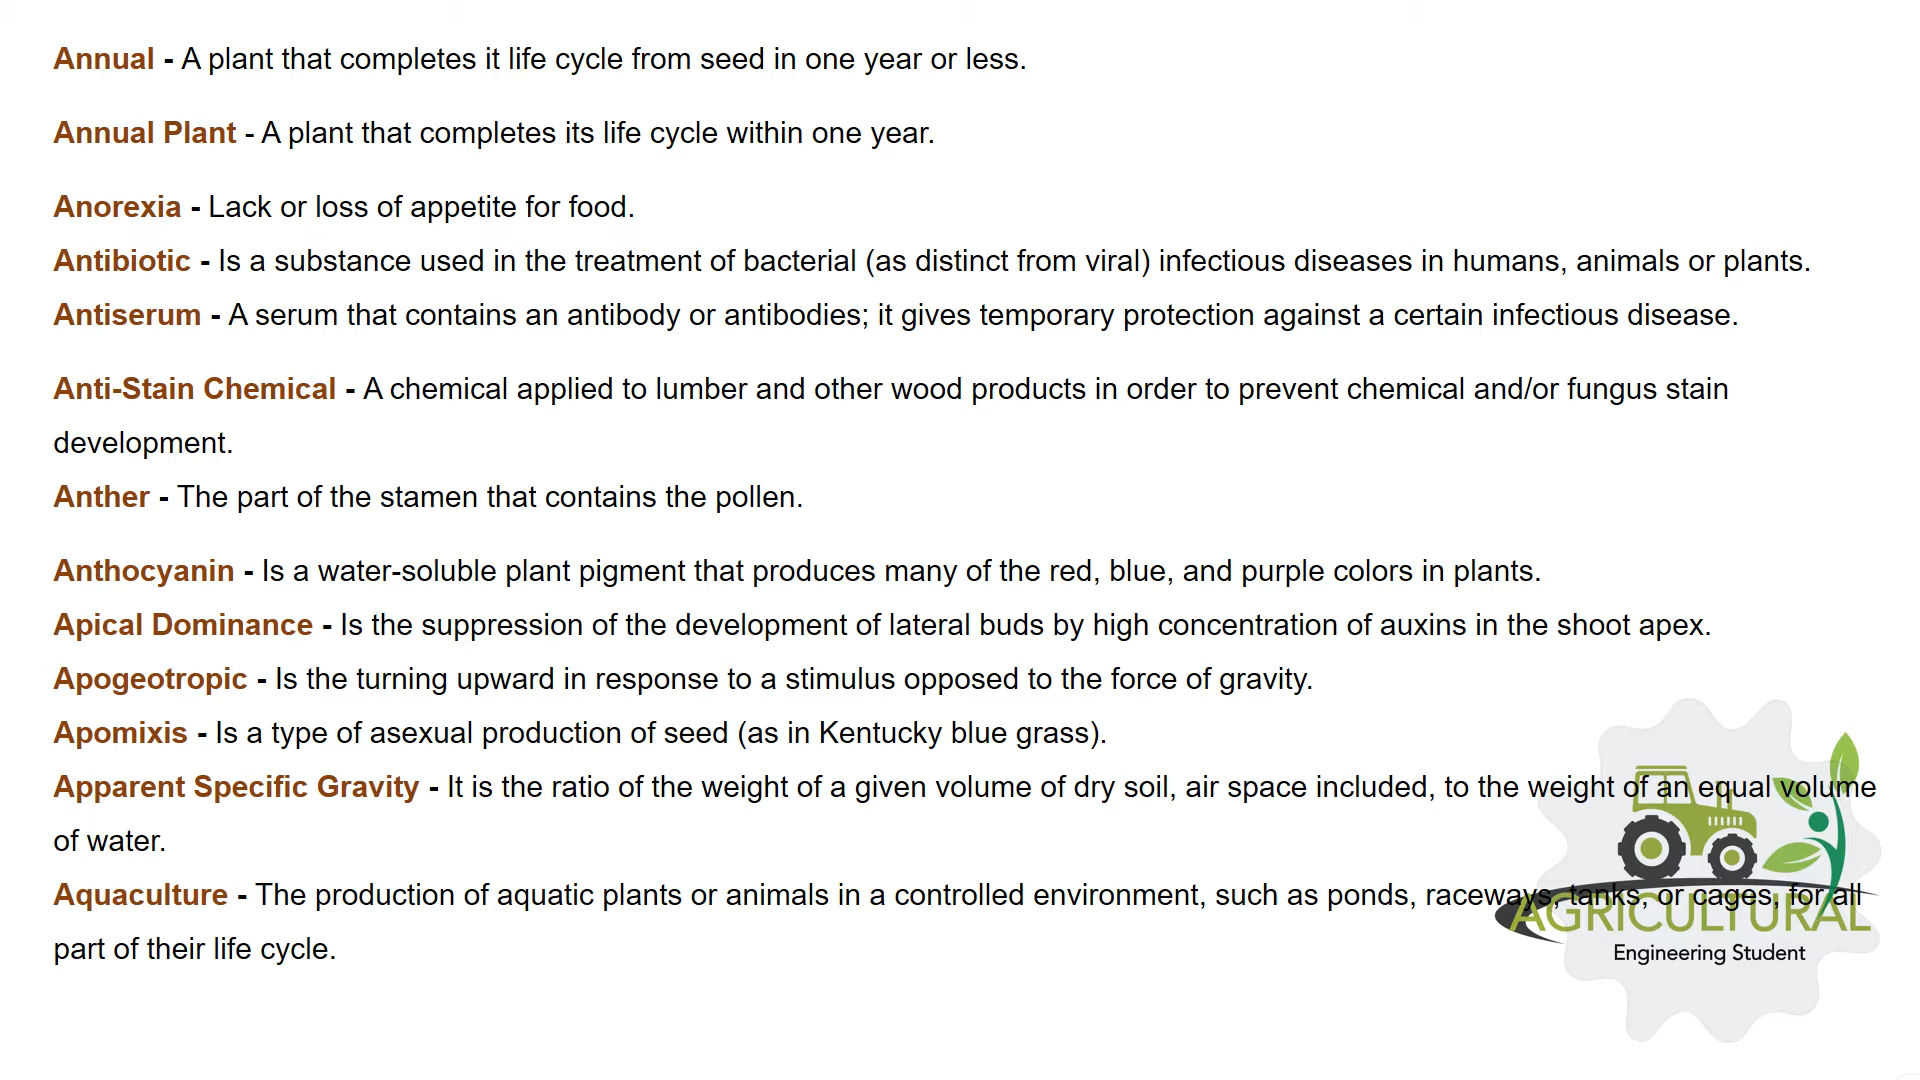 Annual - A plant that completes it life cycle from seed in one year or less.
Annual Plant - A plant that completes its life cycle within one year.
Anorexia - Lack or loss of appetite for food.
Antibiotic - Is a substance used in the treatment of bacterial (as distinct from viral) infectious diseases in humans, animals or plants.
Antiserum - A serum that contains an antibody or antibodies; it gives temporary protection against a certain infectious disease.
Anti-Stain Chemical - A chemical applied to lumber and other wood products in order to prevent chemical and/or fungus stain
development.
Anther - The part of the stamen that contains the pollen.
Anthocyanin - Is a water-soluble plant pigment that produces many of the red, blue, and purple colors in plants.
Apical Dominance - Is the suppression of the development of lateral buds by high concentration of auxins in the shoot apex.
Apogeotropic - Is the turning upward in response to a stimulus opposed to the force of gravity.
Apomixis - Is a type of asexual production of seed (as in Kentucky blue grass).
Apparent Specific Gravity - It is the ratio of the weight of a given volume of dry soil, air space included, to the weight of an equal volume
of water.
Aquaculture - The production of aquatic plants or animals in a controlled environment, such as ponds, raceways, tanks, or cages, for all
part of their life cycle.
AGRICULTURAL
Engineering Student